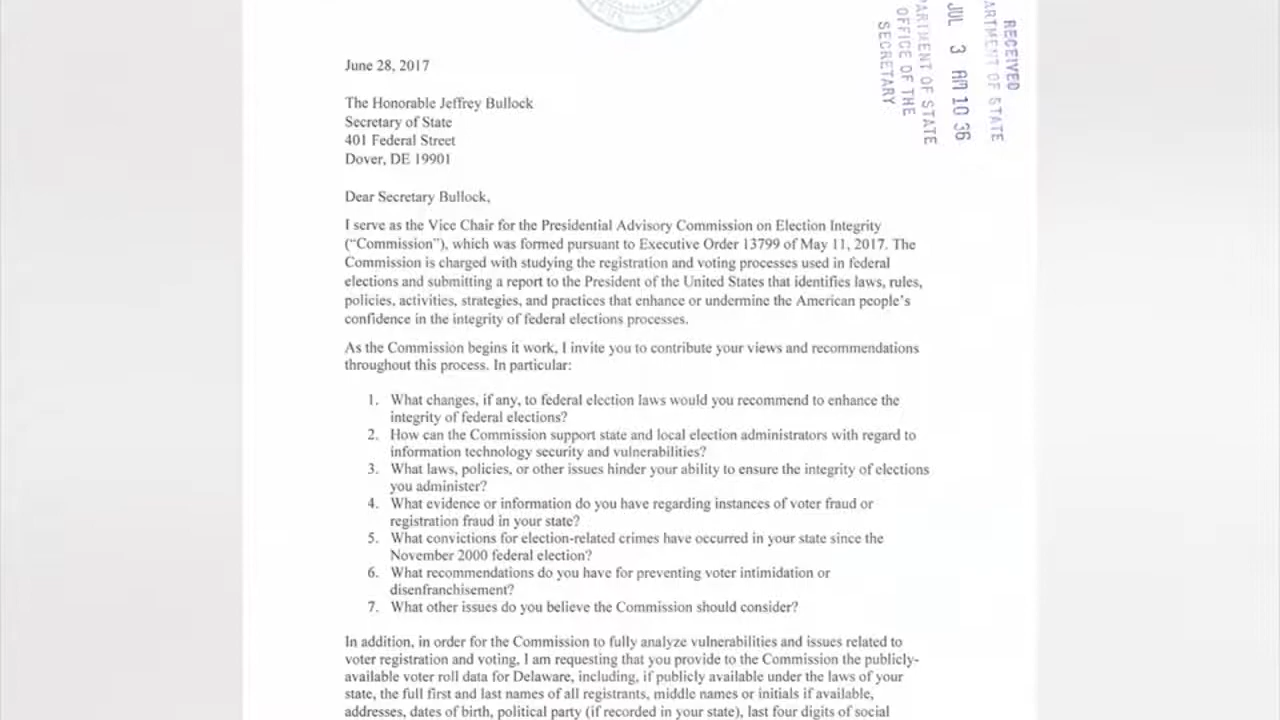 RECEIVED
ARTMENT OF STATE
JUL 3 AM 10 36
PARTMENT OF STATE
OFFICE OF THE
SECRETARY
June 28, 2017
The Honorable Jeffrey Bullock
Secretary of State
401 Federal Street
Dover, DE 19901
Dear Secretary Bullock,
I serve as the Vice Chair for the Presidential Advisory Commission on Election Integrity
(“Commission”), which was formed pursuant to Executive Order 13799 of May 11, 2017. The
Commission is charged with studying the registration and voting processes used in federal
elections and submitting a report to the President of the United States that identifies laws, rules,
policies, activities, strategies, and practices that enhance or undermine the American people’s
confidence in the integrity of federal elections processes.
As the Commission begins it work, I invite you to contribute your views and recommendations
throughout this process. In particular:
1. What changes, if any, to federal election laws would you recommend to enhance the
integrity of federal elections?
2. How can the Commission support state and local election administrators with regard to
information technology security and vulnerabilities?
3. What laws, policies, or other issues hinder your ability to ensure the integrity of elections
you administer?
4. What evidence or information do you have regarding instances of voter fraud or
registration fraud in your state?
5. What convictions for election-related crimes have occurred in your state since the
November 2000 federal election?
6. What recommendations do you have for preventing voter intimidation or
disenfranchisement?
7. What other issues do you believe the Commission should consider?
In addition, in order for the Commission to fully analyze vulnerabilities and issues related to
voter registration and voting, I am requesting that you provide to the Commission the publicly-
available voter roll data for Delaware, including, if publicly available under the laws of your
state, the full first and last names of all registrants, middle names or initials if available,
addresses, dates of birth, political party (if recorded in your state), last four digits of social